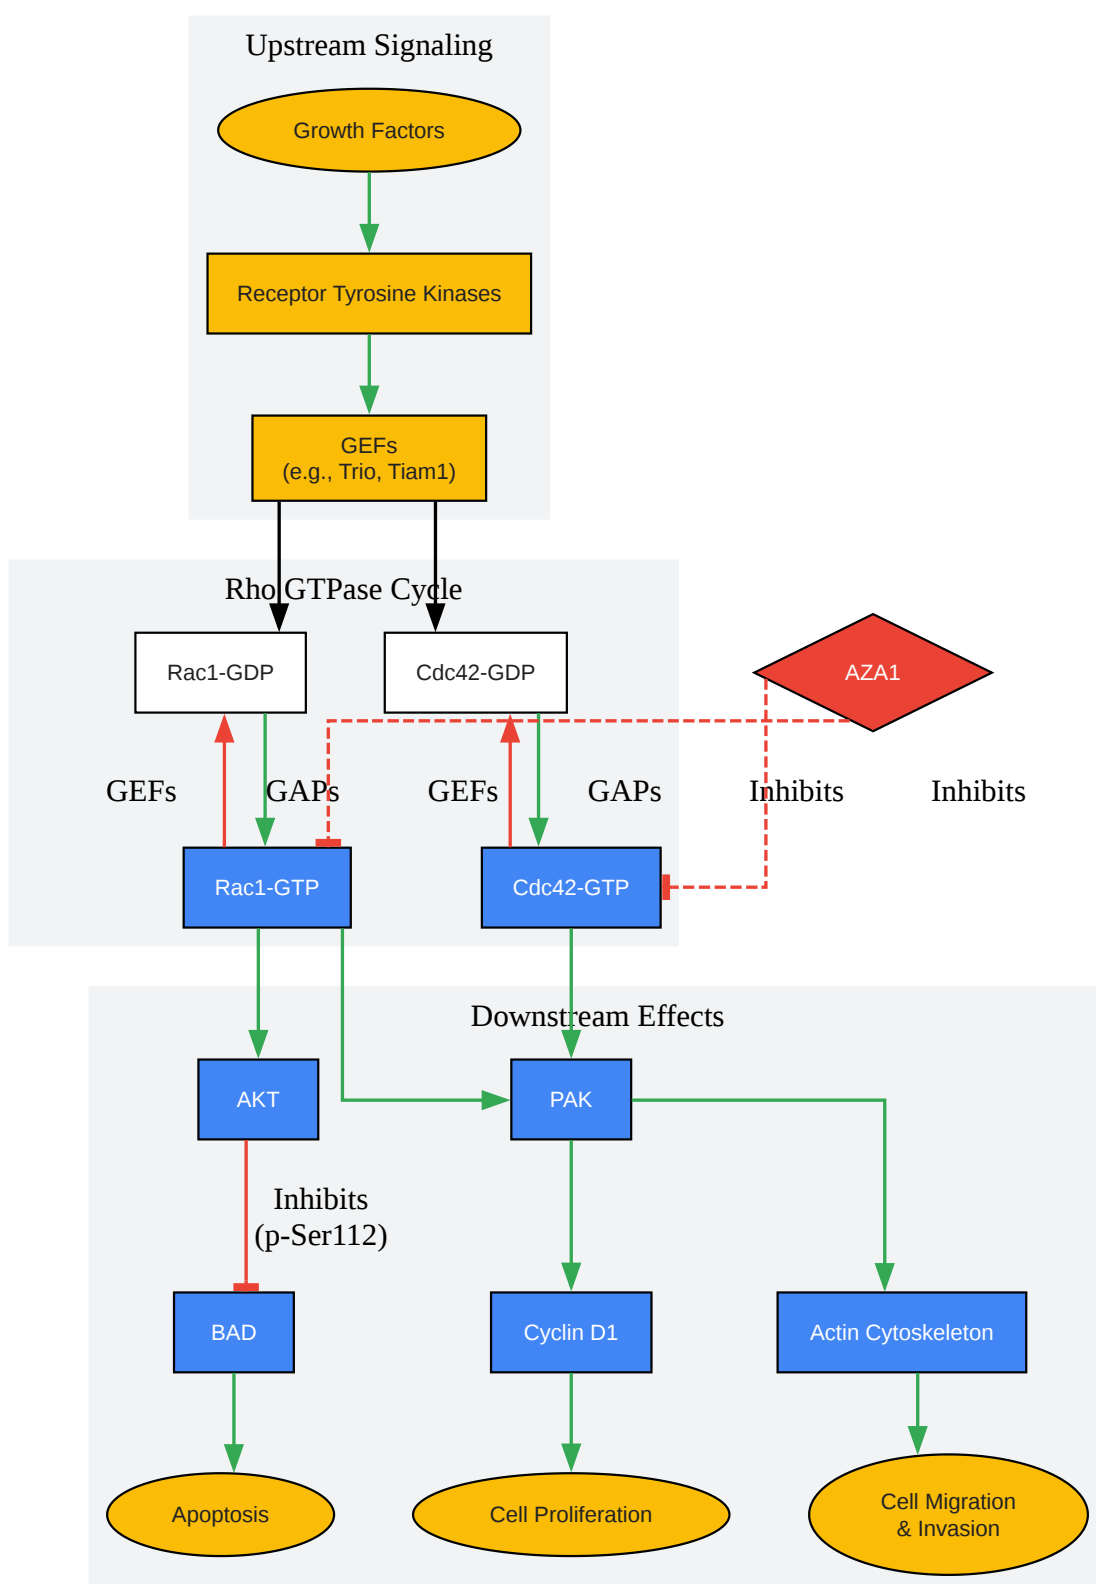 Upstream Signaling
Growth Factors
Receptor Tyrosine Kinases
GEFs
(e.g., Trio, Tiam1)
Rho GTPase Cycle
Rac1-GDP
Cdc42-GDP
AZA1
GEFs
GAPs
GEFs
GAPs
Inhibits
Inhibits
Rac1-GTP
Cdc42-GTP
Downstream Effects
AKT
PAK
Inhibits
(p-Ser112)
BAD
Cyclin D1
Actin Cytoskeleton
Apoptosis
Cell Proliferation
Cell Migration
& Invasion